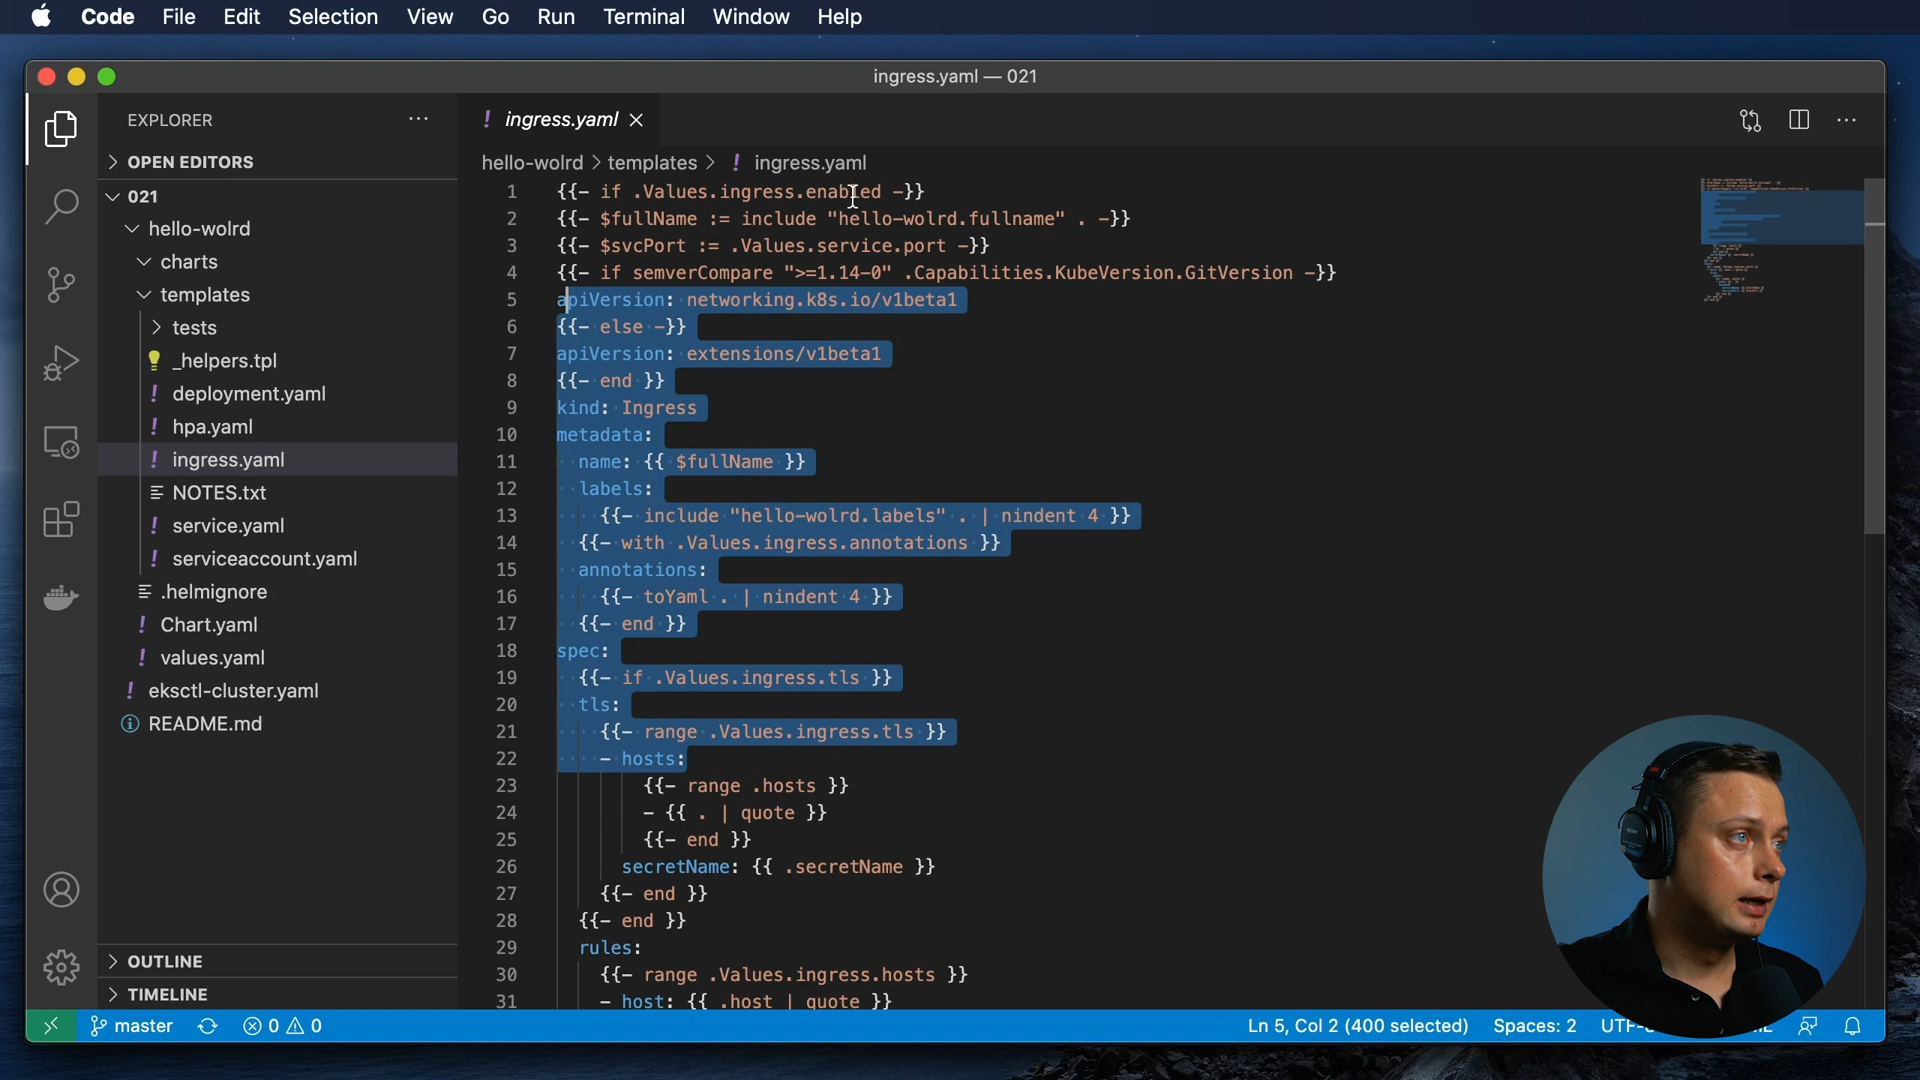 Code File Edit Selection View Go Run Terminal Window Help
ingress.yaml — 021
EXPLORER
OPEN EDITORS
021
hello-wolrd
charts
templates
tests
_helpers.tpl
deployment.yaml
hpa.yaml
ingress.yaml
NOTES.txt
service.yaml
serviceaccount.yaml
.helmignore
Chart.yaml
values.yaml
eksctl-cluster.yaml
README.md
OUTLINE
TIMELINE
! ingress.yaml
hello-wolrd > templates > ! ingress.yaml
1 {{- if .Values.ingress.enabled -}}
2 {{- $fullName := include "hello-wolrd.fullname" . -}}
3 {{- $svcPort := .Values.service.port -}}
4 {{- if semverCompare ">=1.14-0" .Capabilities.KubeVersion.GitVersion -}}
5 apiVersion: networking.k8s.io/v1beta1
6 {{- else -}}
7 apiVersion: extensions/v1beta1
8 {{- end }}
9 kind: Ingress
10 metadata:
11   name: {{ $fullName }}
12   labels:
13     {{- include "hello-wolrd.labels" . | nindent 4 }}
14   {{- with .Values.ingress.annotations }}
15   annotations:
16     {{- toYaml . | nindent 4 }}
17   {{- end }}
18 spec:
19   {{- if .Values.ingress.tls }}
20   tls:
21     {{- range .Values.ingress.tls }}
22     - hosts:
23         {{- range .hosts }}
24         - {{ . | quote }}
25         {{- end }}
26       secretName: {{ .secretName }}
27     {{- end }}
28   {{- end }}
29   rules:
30     {{- range .Values.ingress.hosts }}
31     - host: {{ .host | quote }}
master 0 0 Ln 5, Col 2 (400 selected) Spaces: 2